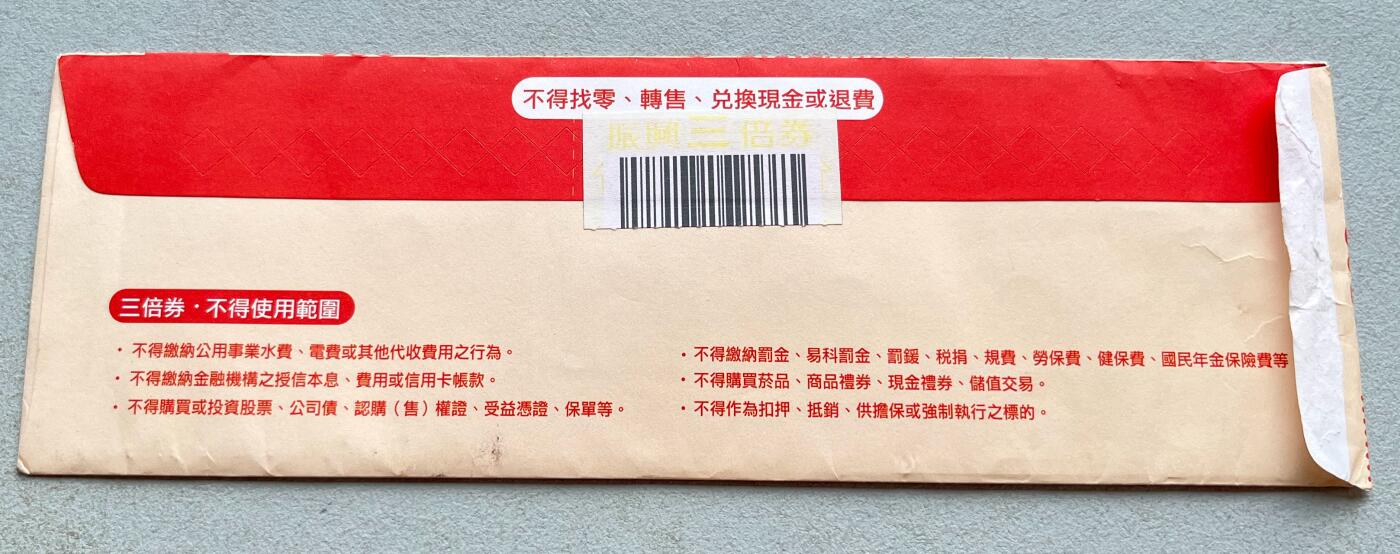 不得找零、轉售、兌換現金或退費
振興三倍券
三倍券·不得使用範圍
·不得繳納公用事業水費、電費或其他代收費用之行為。
·不得繳納金融機構之授信本息、費用或信用卡帳款。
·不得購買或投資股票、公司債、認購（售）權證、受益憑證、保單等。
·不得繳納罰金、易科罰金、罰鍰、税捐、規費、勞保費、健保費、國民年金保險費等
·不得購買菸品、商品禮券、現金禮券、儲值交易。
·不得作為扣押、抵銷、供擔保或強制執行之標的。